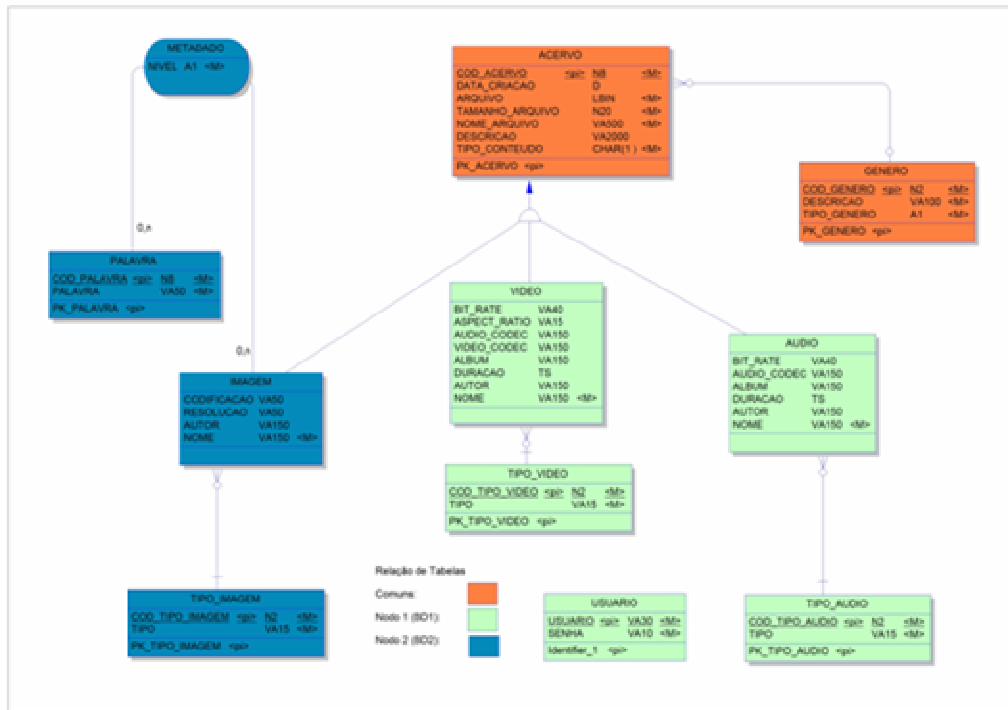 METADADO
NIVEL A1 <M>
ACERVO
COD_ACERVO <pi> N8 <M>
DATA_CRIACAO D
ARQUIVO LBIN <M>
TAMANHO_ARQUIVO N20 <M>
NOME_ARQUIVO VA500 <M>
DESCRICAO VA2000
TIPO_CONTEUDO CHAR(1) <M>
PK_ACERVO <pi>
GENERO
COD_GENERO <pi> N2 <M>
DESCRICAO VA100 <M>
TIPO_GENERO A1 <M>
PK_GENERO <pi>
0,n
PALAVRA
COD_PALAVRA <pi> N8 <M>
PALAVRA VA50 <M>
PK_PALAVRA <pi>
0,n
IMAGEM
CODIFICACAO VA50
RESOLUCAO VA50
AUTOR VA150
NOME VA150 <M>
VIDEO
BIT_RATE VA40
ASPECT_RATIO VA15
AUDIO_CODEC VA150
VIDEO_CODEC VA150
ALBUM VA150
DURACAO TS
AUTOR VA150
NOME VA150 <M>
AUDIO
BIT_RATE VA40
AUDIO_CODEC VA150
ALBUM VA150
DURACAO TS
AUTOR VA150
NOME VA150 <M>
TIPO_VIDEO
COD_TIPO_VIDEO <pi> N2 <M>
TIPO VA15 <M>
PK_TIPO_VIDEO <pi>
TIPO_IMAGEM
COD_TIPO_IMAGEM <pi> N2 <M>
TIPO VA15 <M>
PK_TIPO_IMAGEM <pi>
Relação de Tabelas
Comuns:
Nodo 1 (BD1):
Nodo 2 (BD2):
USUARIO
USUARIO <pi> VA30 <M>
SENHA VA10 <M>
Identifier_1 <pi>
TIPO_AUDIO
COD_TIPO_AUDIO <pi> N2 <M>
TIPO VA15 <M>
PK_TIPO_AUDIO <pi>